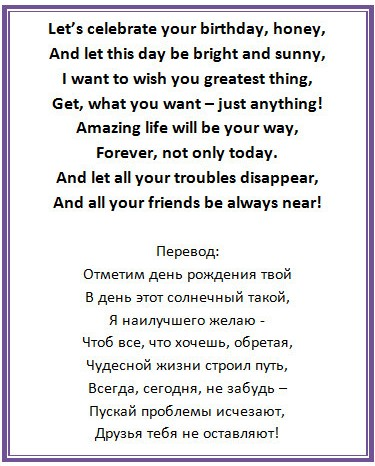 Let's celebrate your birthday, honey,
And let this day be bright and sunny,
I want to wish you greatest thing,
Get, what you want – just anything!
Amazing life will be your way,
Forever, not only today.
And let all your troubles disappear,
And all your friends be always near!
Перевод:
Отметим день рождения твой
В день этот солнечный такой,
Я наилучшего желаю -
Чтоб все, что хочешь, обретая,
Чудесной жизни строил путь,
Всегда, сегодня, не забудь –
Пускай проблемы исчезают,
Друзья тебя не оставляют!